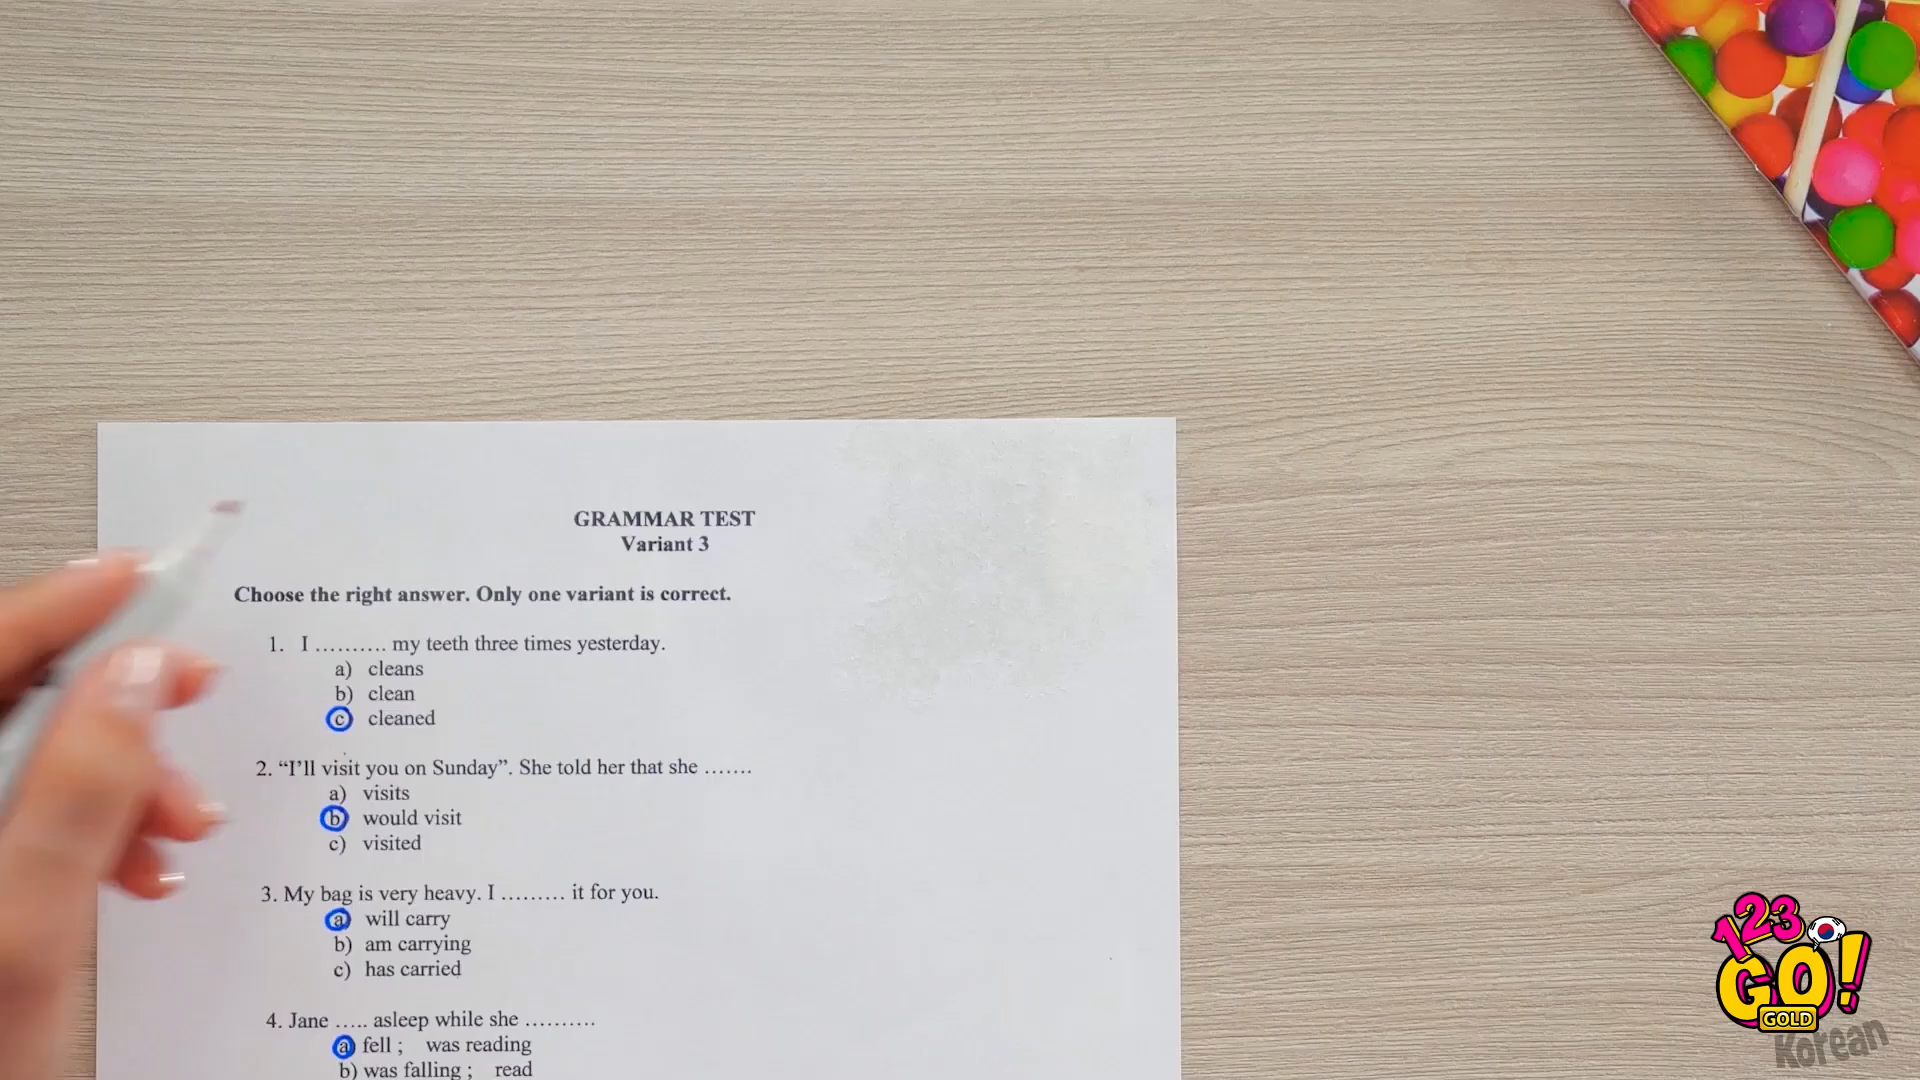 GRAMMAR TEST
Variant 3
Choose the right answer. Only one variant is correct.
1. I .......... my teeth three times yesterday.
a) cleans
b) clean
c) cleaned
2. “I’ll visit you on Sunday”. She told her that she .......
a) visits
b) would visit
c) visited
3. My bag is very heavy. I ......... it for you.
a) will carry
b) am carrying
c) has carried
4. Jane ..... asleep while she ..........
a) fell ; was reading
b) was falling ; read
123
GO!
GOLD
Korean